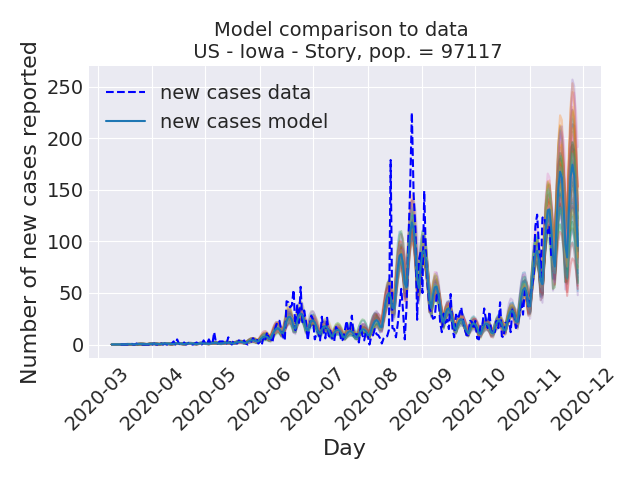 Model comparison to data
US - Iowa - Story, pop. = 97117
Number of new cases reported
250
200
150
100
50
0
new cases data
new cases model
2020-03
2020-04
2020-05
2020-06
2020-07
2020-08
2020-09
2020-10
2020-11
2020-12
Day